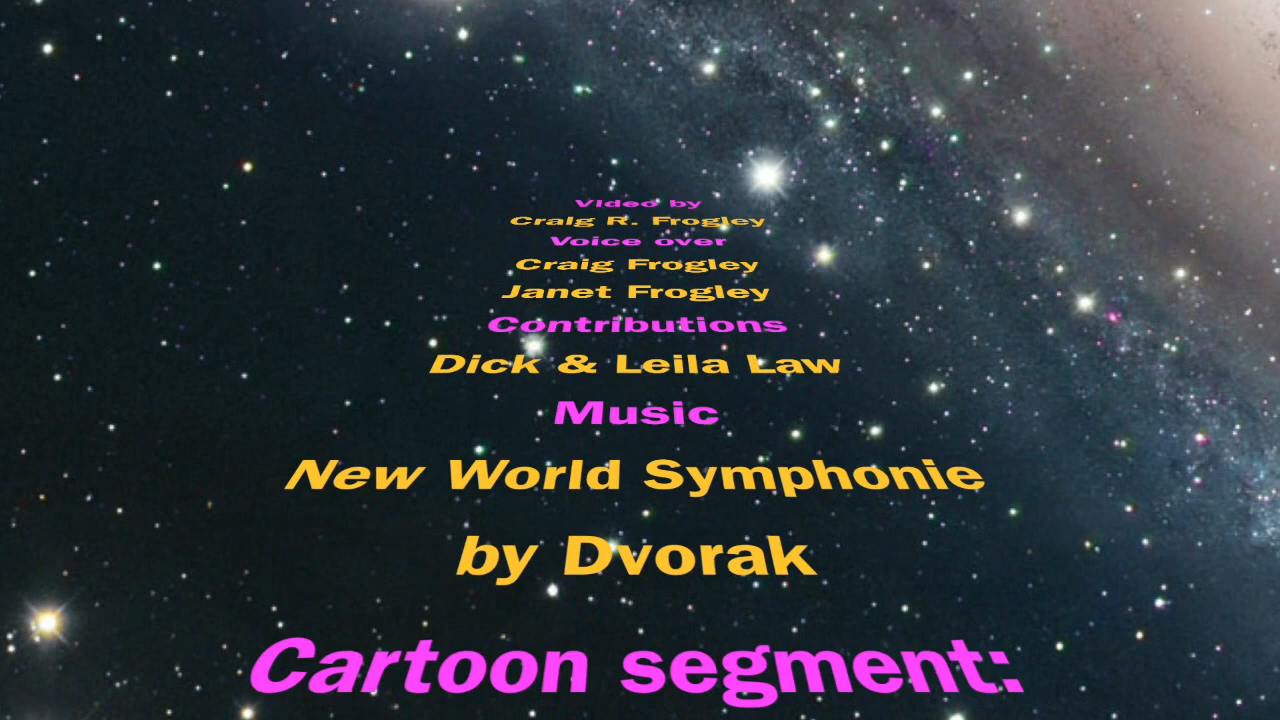 Video by
Craig R. Frogley
Voice over
Craig Frogley
Janet Frogley
Contributions
Dick & Leila Law
Music
New World Symphonie
by Dvorak
Cartoon segment: